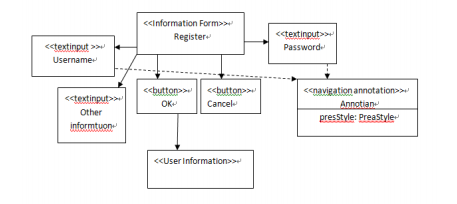 <<Information Form>>
Register
<<textinput>>
Password
<<textinput >>
Username
<<textinput>>
Other
informtuon
<<button>>
OK
<<button>>
Cancel
<<navigation annotation>>
Annotian
presStyle: PreaStyle
<<User Information>>